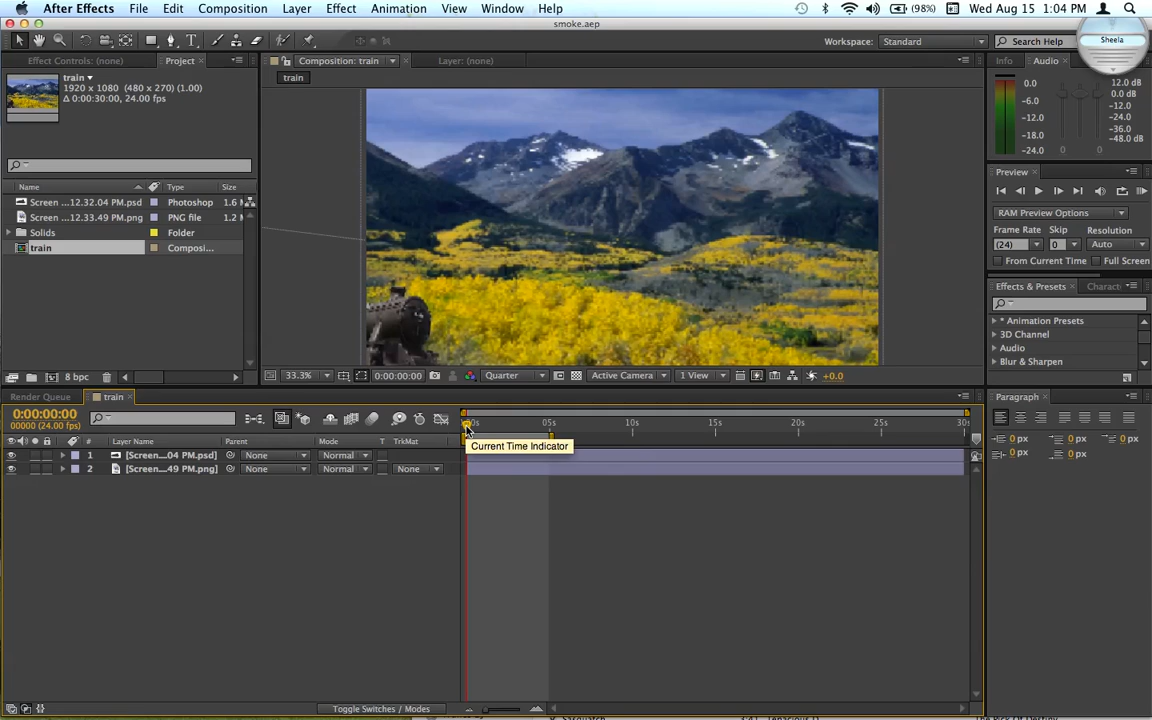 After Effects File Edit Composition Layer Effect Animation View Window Help (98%) Wed Aug 15 1:04 PM
smoke.aep
Workspace: Standard Search Help
Sheela
Effect Controls: (none) Project Composition: train Layer: (none) Info Audio
train
train
1920 x 1080 (480 x 270) (1.00)
Δ 0:00:30:00, 24.00 fps
0.0
-6.0
-12.0
-18.0
-24.0
12.0 dB
0.0 dB
-12.0
-24.0
-36.0
-48.0 dB
Preview
RAM Preview Options
Frame Rate Skip Resolution
(24) 0 Auto
From Current Time Full Screen
Name Type Size
Screen ...12.32.04 PM.psd Photoshop 1.6 M
Screen ...12.33.49 PM.png PNG file 1.2 M
Solids Folder
train Composi...
Effects & Presets Charact
* Animation Presets
3D Channel
Audio
Blur & Sharpen
8 bpc
33.3% 0:00:00:00 Quarter Active Camera 1 View +0.0
Render Queue train
0:00:00:00
00000 (24.00 fps)
00s 05s 10s 15s 20s 25s 30s
Current Time Indicator
# Layer Name Parent Mode T TrkMat
1 [Screen....04 PM.psd] None Normal
2 [Screen....49 PM.png] None Normal None
Paragraph
0 px 0 px 0 px
0 px 0 px
Toggle Switches / Modes